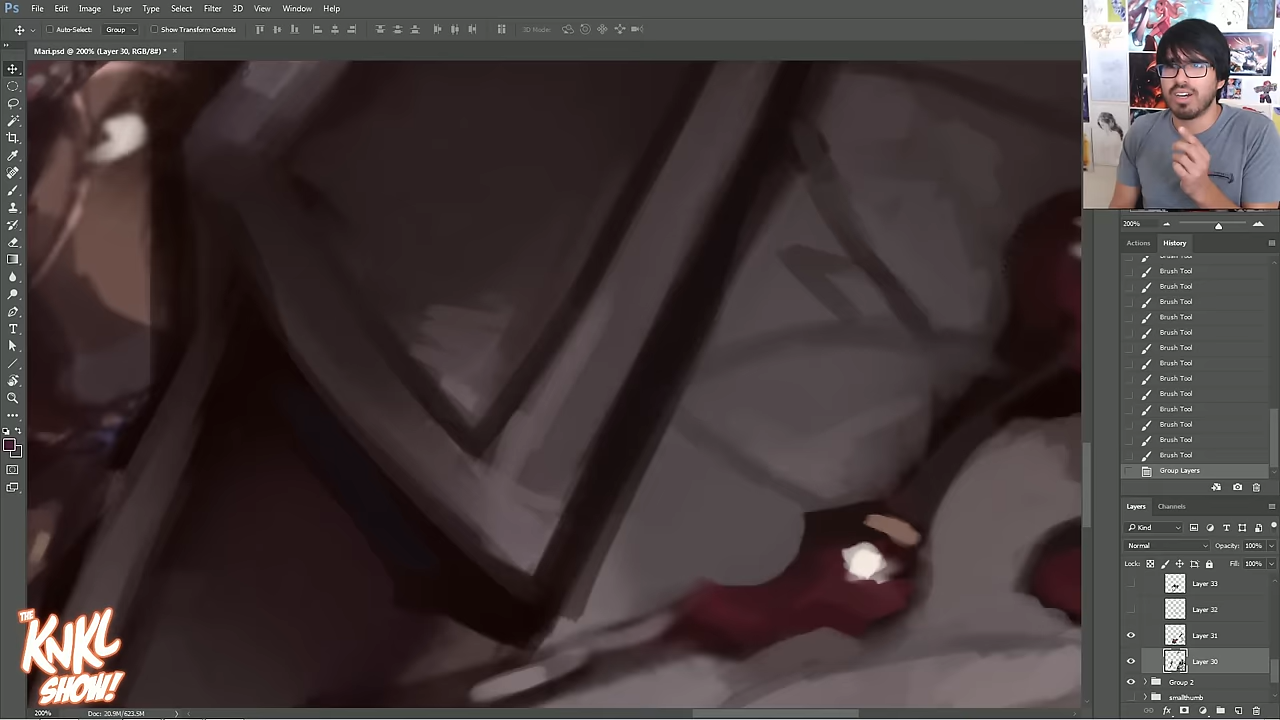 Ps File Edit Image Layer Type Select Filter 3D View Window Help
Auto-Select: Group Show Transform Controls 3D Mode:
Mari.psd @ 200% (Layer 30, RGB/8#) * ×
200%
Actions History
Brush Tool
Brush Tool
Brush Tool
Brush Tool
Brush Tool
Brush Tool
Brush Tool
Brush Tool
Brush Tool
Brush Tool
Brush Tool
Brush Tool
Brush Tool
Brush Tool
Group Layers
Layers Channels
Kind
Normal Opacity: 100%
Lock: Fill: 100%
Layer 33
Layer 32
Layer 31
Layer 30
Group 2
smallthumb
THE
KNKL
SHOW!
200% Doc: 20.9M/623.5M